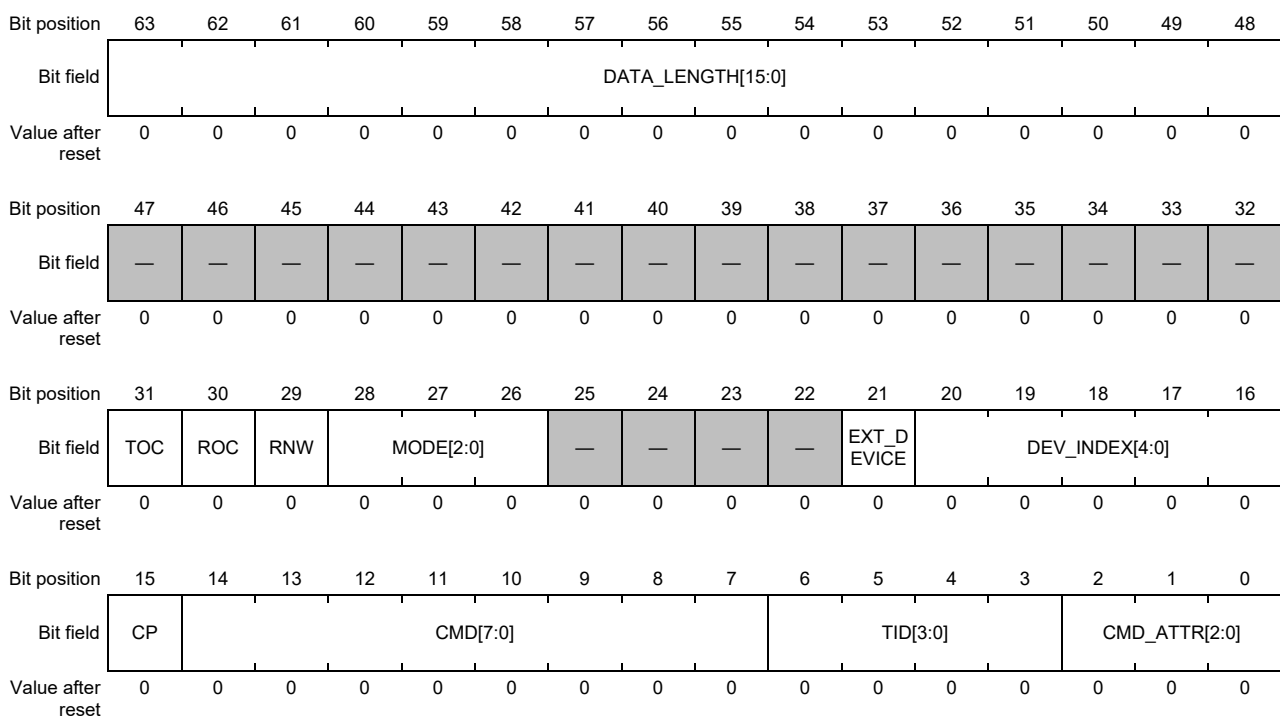 Bit position 63 62 61 60 59 58 57 56 55 54 53 52 51 50 49 48
Bit field DATA_LENGTH[15:0]
Value after reset 0 0 0 0 0 0 0 0 0 0 0 0 0 0 0 0
Bit position 47 46 45 44 43 42 41 40 39 38 37 36 35 34 33 32
Bit field — — — — — — — — — — — — — — — —
Value after reset 0 0 0 0 0 0 0 0 0 0 0 0 0 0 0 0
Bit position 31 30 29 28 27 26 25 24 23 22 21 20 19 18 17 16
Bit field TOC ROC RNW MODE[2:0] — — — — EXT_DEVICE DEV_INDEX[4:0]
Value after reset 0 0 0 0 0 0 0 0 0 0 0 0 0 0 0 0
Bit position 15 14 13 12 11 10 9 8 7 6 5 4 3 2 1 0
Bit field CP CMD[7:0] TID[3:0] CMD_ATTR[2:0]
Value after reset 0 0 0 0 0 0 0 0 0 0 0 0 0 0 0 0